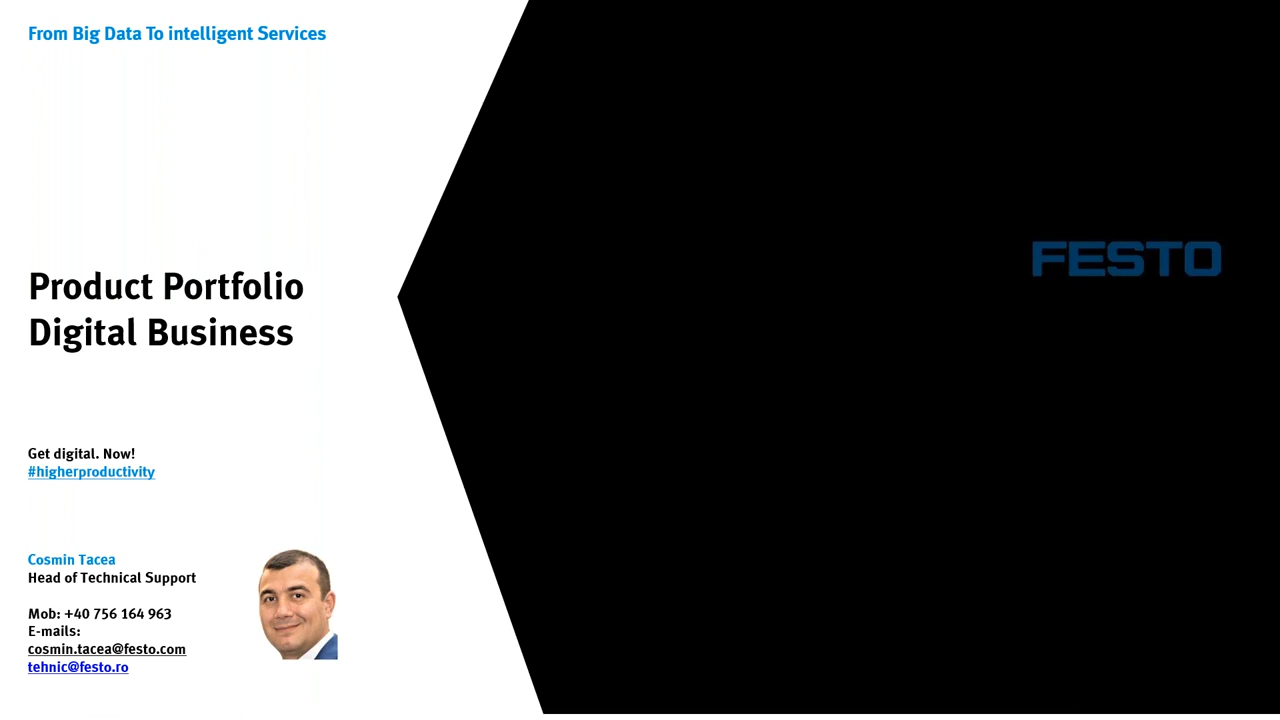 From Big Data To intelligent Services
FESTO
Product Portfolio
Digital Business
Get digital. Now!
#higherproductivity
Cosmin Tacea
Head of Technical Support
Mob: +40 756 164 963
E-mails:
cosmin.tacea@festo.com
tehnic@festo.ro